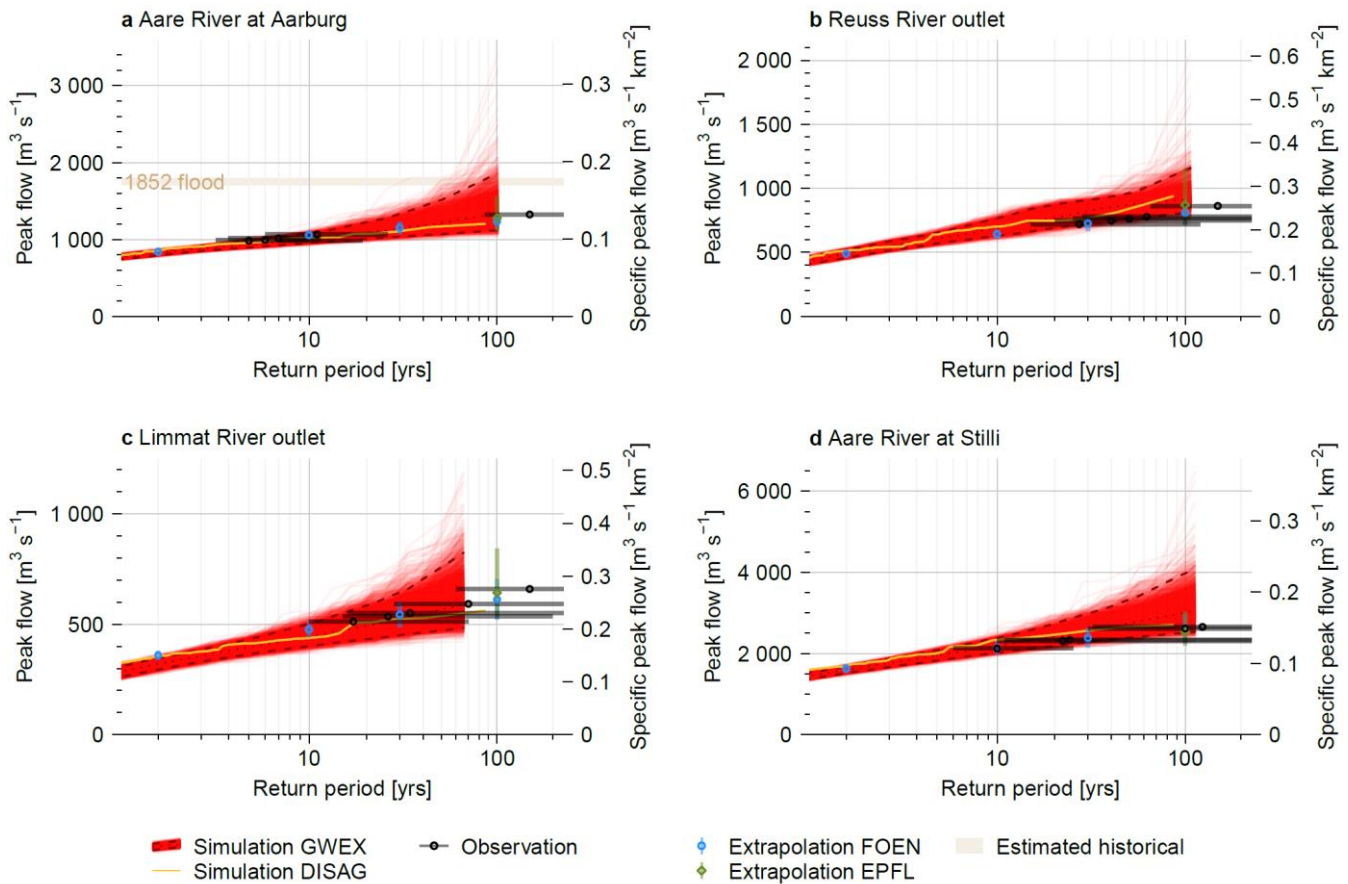 a Aare River at Aarburg
3 000
2 000
1 000
0
Peak flow [m³ s⁻¹]
1852 flood
0.3
0.2
0.1
0
Specific peak flow [m³ s⁻¹ km⁻²]
10
100
Return period [yrs]
b Reuss River outlet
2 000
1 500
1 000
500
0
Peak flow [m³ s⁻¹]
0.6
0.5
0.4
0.3
0.2
0.1
0
Specific peak flow [m³ s⁻¹ km⁻²]
10
100
Return period [yrs]
c Limmat River outlet
1 000
500
0
Peak flow [m³ s⁻¹]
0.5
0.4
0.3
0.2
0.1
0
Specific peak flow [m³ s⁻¹ km⁻²]
10
100
Return period [yrs]
d Aare River at Stilli
6 000
4 000
2 000
0
Peak flow [m³ s⁻¹]
0.3
0.2
0.1
0
Specific peak flow [m³ s⁻¹ km⁻²]
10
100
Return period [yrs]
Simulation GWEX
Simulation DISAG
Observation
Extrapolation FOEN
Extrapolation EPFL
Estimated historical